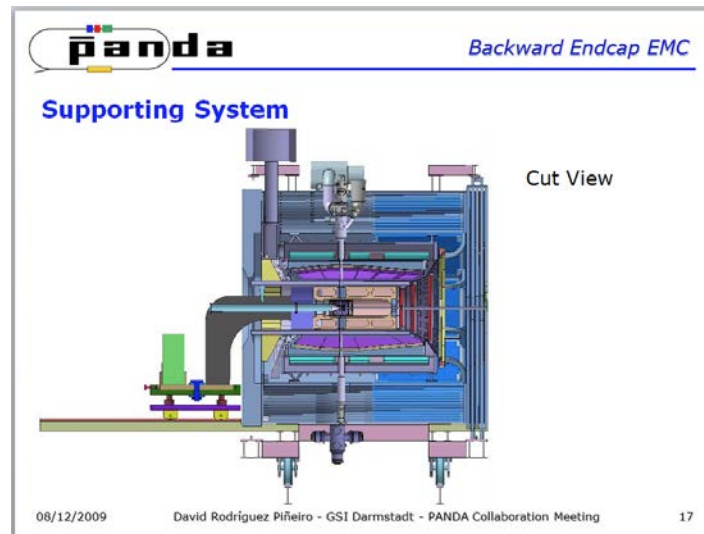 p̄anda
Backward Endcap EMC
Supporting System
Cut View
08/12/2009 David Rodríguez Piñeiro - GSI Darmstadt - PANDA Collaboration Meeting 17